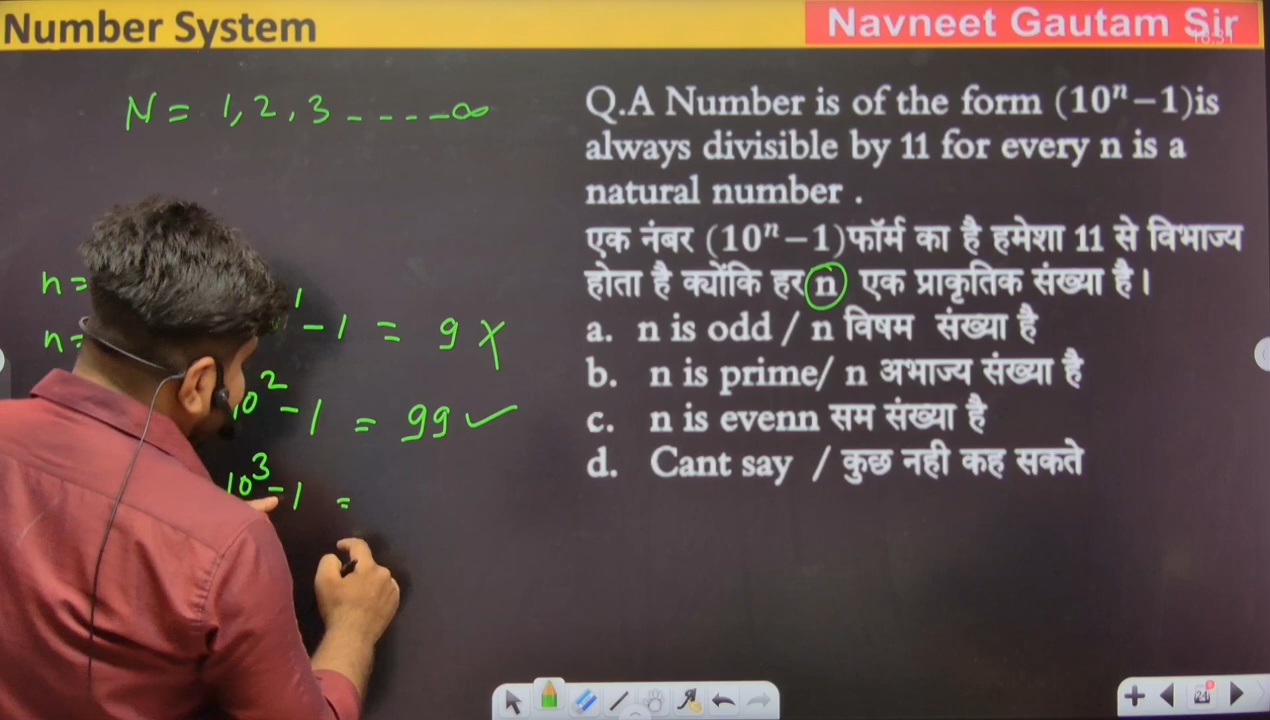 Number System
Navneet Gautam Sir
N = 1, 2, 3 - - - - - ∞
n =
n =
1 - 1 = 9 X
10² - 1 = 99 ✓
10³ - 1 =
Q.A Number is of the form (10ⁿ−1)is
always divisible by 11 for every n is a
natural number .
एक नंबर (10ⁿ−1)फॉर्म का है हमेशा 11 से विभाज्य
होता है क्योंकि हर n एक प्राकृतिक संख्या है।
a. n is odd / n विषम संख्या है
b. n is prime/ n अभाज्य संख्या है
c. n is evenn सम संख्या है
d. Cant say / कुछ नही कह सकते
24